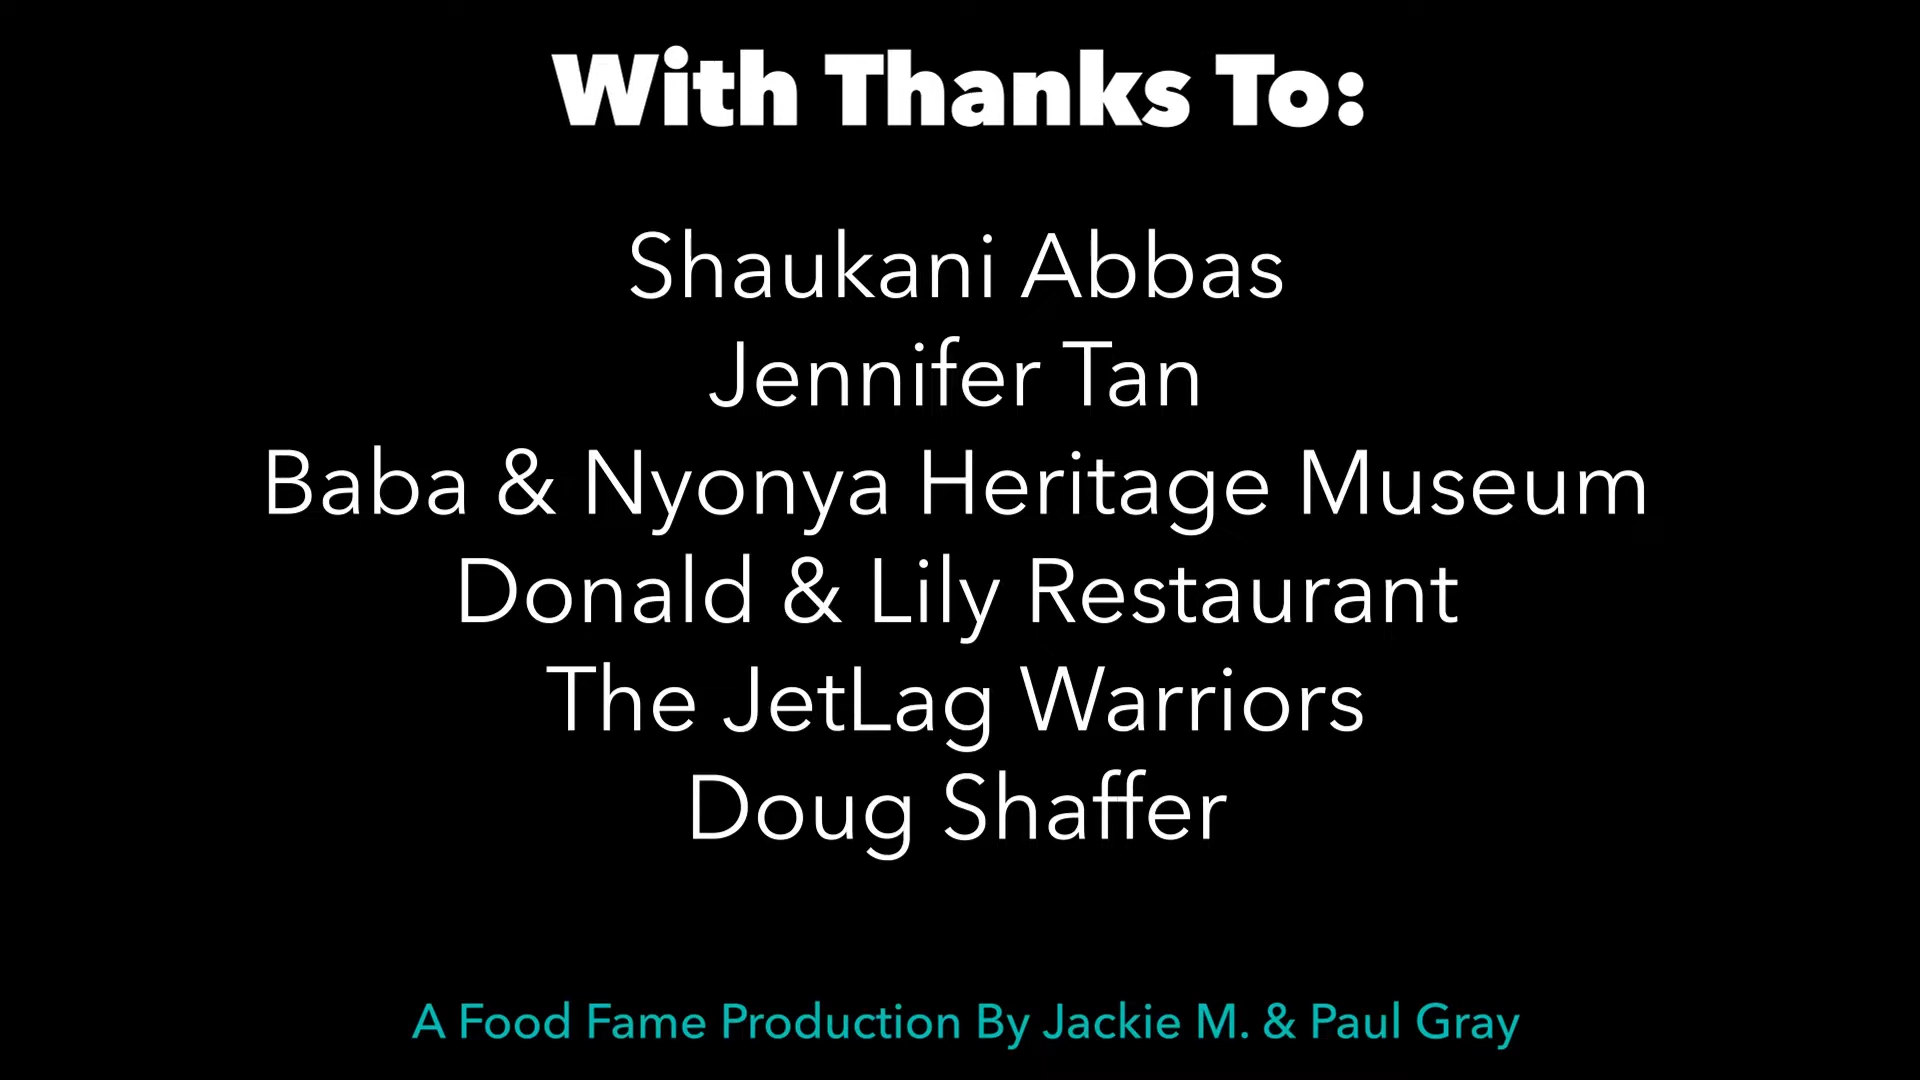 With Thanks To:
Shaukani Abbas
Jennifer Tan
Baba & Nyonya Heritage Museum
Donald & Lily Restaurant
The JetLag Warriors
Doug Shaffer
A Food Fame Production By Jackie M. & Paul Gray